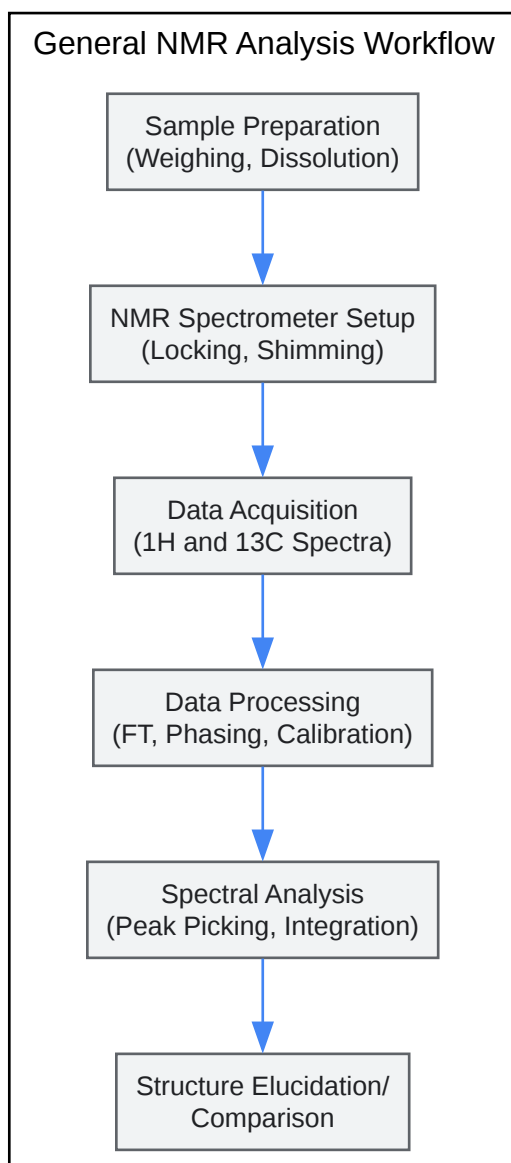 General NMR Analysis Workflow
Sample Preparation
(Weighing, Dissolution)
NMR Spectrometer Setup
(Locking, Shimming)
Data Acquisition
(1H and 13C Spectra)
Data Processing
(FT, Phasing, Calibration)
Spectral Analysis
(Peak Picking, Integration)
Structure Elucidation/
Comparison